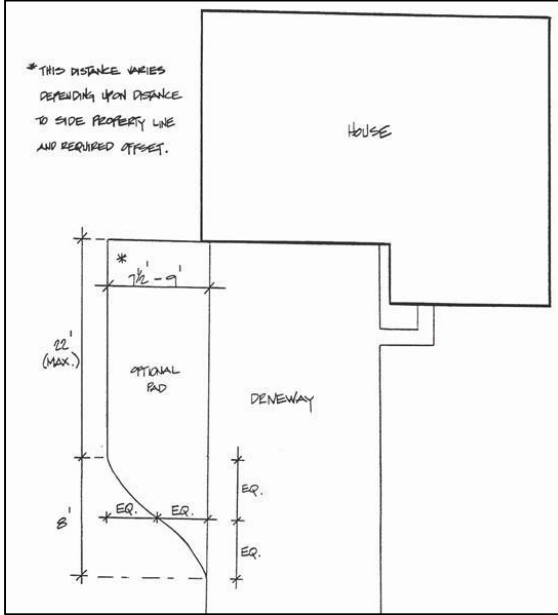 * THIS DISTANCE VARIES
DEPENDING UPON DISTANCE
TO SIDE PROPERTY LINE
AND REQUIRED OFFSET.
HOUSE
*
7½' - 9'
22'
(MAX.)
OPTIONAL
PAD
DRIVEWAY
EQ.
EQ. EQ.
8'
EQ.